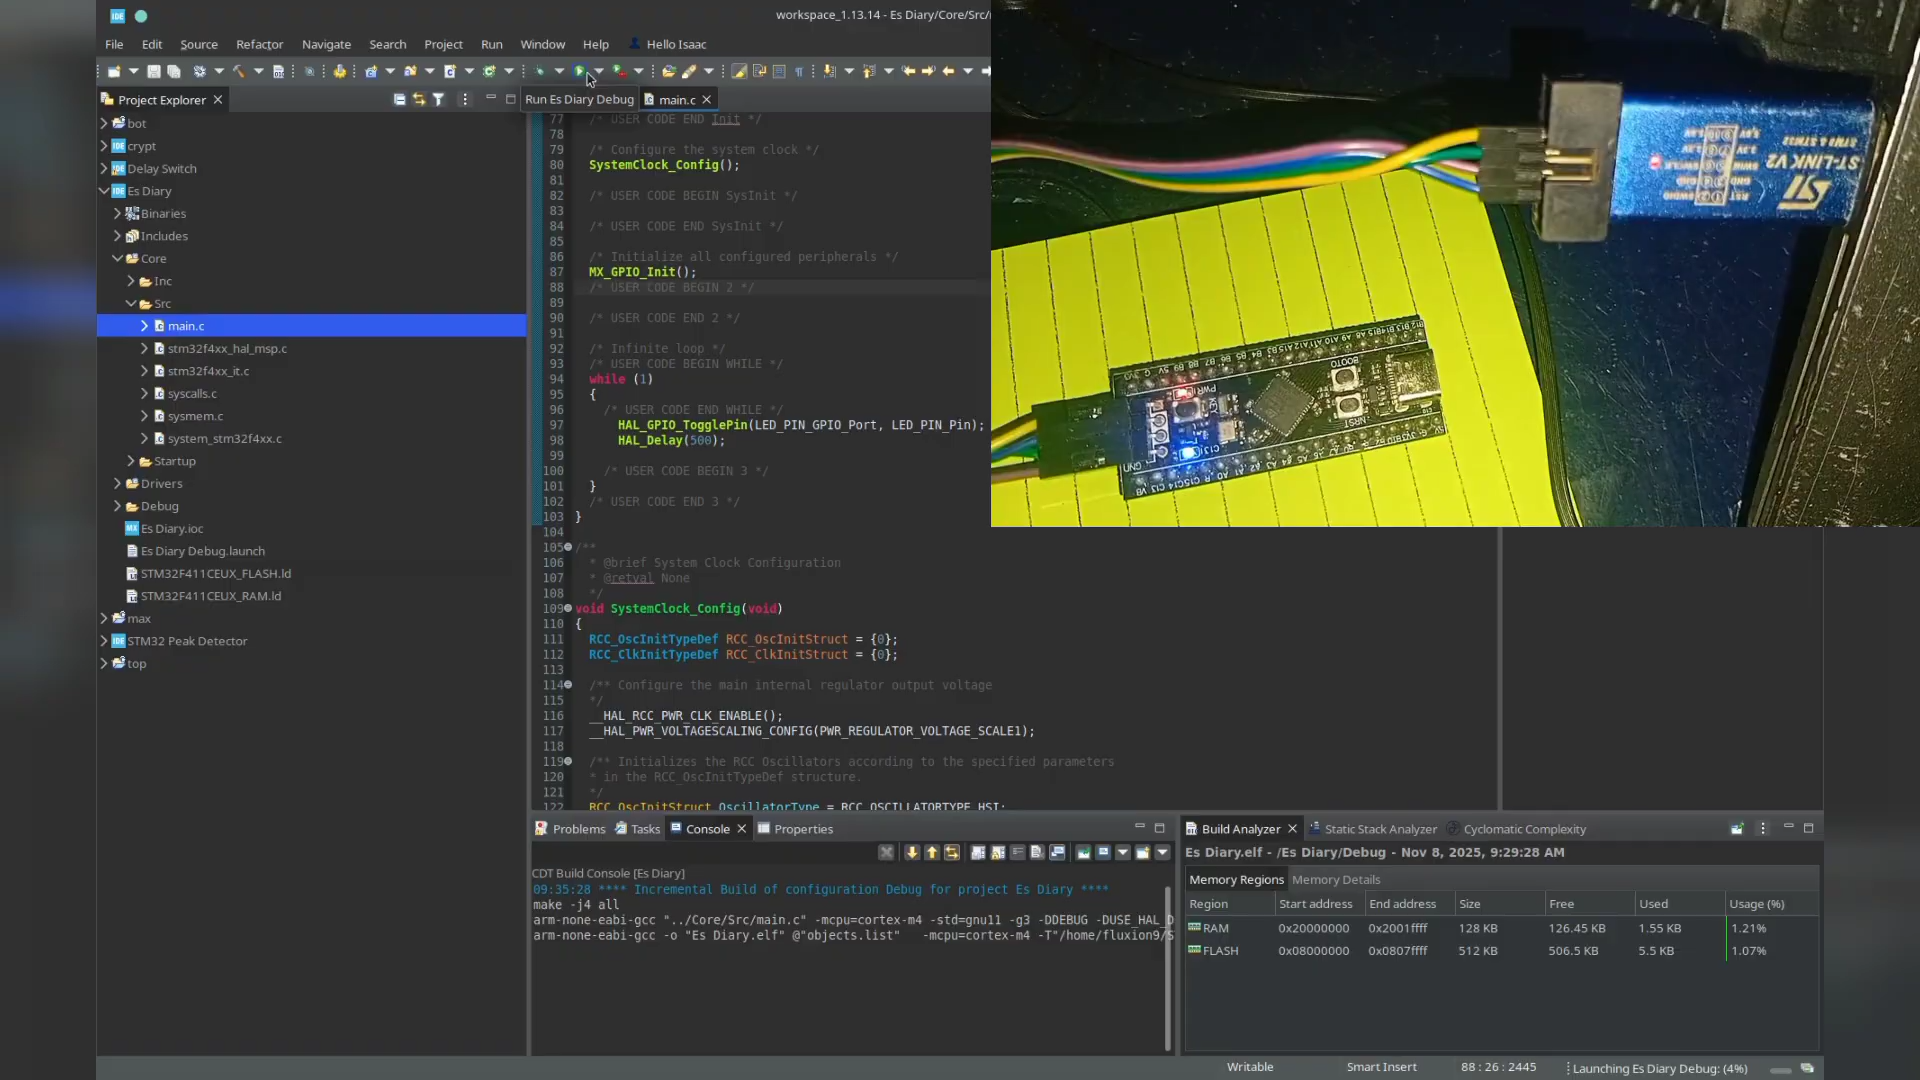 workspace_1.13.14 - Es Diary/Core/Src/
File Edit Source Refactor Navigate Search Project Run Window Help Hello Isaac
Project Explorer
Run Es Diary Debug
main.c
bot
crypt
Delay Switch
Es Diary
Binaries
Includes
Core
Inc
Src
main.c
stm32f4xx_hal_msp.c
stm32f4xx_it.c
syscalls.c
sysmem.c
system_stm32f4xx.c
Startup
Drivers
Debug
Es Diary.ioc
Es Diary Debug.launch
STM32F411CEUX_FLASH.ld
STM32F411CEUX_RAM.ld
max
STM32 Peak Detector
top
77 /* USER CODE END Init */
78
79 /* Configure the system clock */
80 SystemClock_Config();
81
82 /* USER CODE BEGIN SysInit */
83
84 /* USER CODE END SysInit */
85
86 /* Initialize all configured peripherals */
87 MX_GPIO_Init();
88 /* USER CODE BEGIN 2 */
89
90 /* USER CODE END 2 */
91
92 /* Infinite loop */
93 /* USER CODE BEGIN WHILE */
94 while (1)
95 {
96 /* USER CODE END WHILE */
97 HAL_GPIO_TogglePin(LED_PIN_GPIO_Port, LED_PIN_Pin);
98 HAL_Delay(500);
99
100 /* USER CODE BEGIN 3 */
101 }
102 /* USER CODE END 3 */
103 }
104
105 /**
106 * @brief System Clock Configuration
107 * @retval None
108 */
109 void SystemClock_Config(void)
110 {
111 RCC_OscInitTypeDef RCC_OscInitStruct = {0};
112 RCC_ClkInitTypeDef RCC_ClkInitStruct = {0};
113
114 /** Configure the main internal regulator output voltage
115 */
116 __HAL_RCC_PWR_CLK_ENABLE();
117 __HAL_PWR_VOLTAGESCALING_CONFIG(PWR_REGULATOR_VOLTAGE_SCALE1);
118
119 /** Initializes the RCC Oscillators according to the specified parameters
120 * in the RCC_OscInitTypeDef structure.
121 */
122 RCC_OscInitStruct.OscillatorType = RCC_OSCILLATORTYPE_HSI;
ST-LINK V2
STM8 & STM32
PWR
KEY
BOOT0
NRST
C13
GND
Problems Tasks Console Properties
CDT Build Console [Es Diary]
09:35:28 **** Incremental Build of configuration Debug for project Es Diary ****
make -j4 all
arm-none-eabi-gcc "../Core/Src/main.c" -mcpu=cortex-m4 -std=gnu11 -g3 -DDEBUG -DUSE_HAL_D
arm-none-eabi-gcc -o "Es Diary.elf" @"objects.list" -mcpu=cortex-m4 -T"/home/fluxion9/S
Build Analyzer Static Stack Analyzer Cyclomatic Complexity
Es Diary.elf - /Es Diary/Debug - Nov 8, 2025, 9:29:28 AM
Memory Regions Memory Details
Region Start address End address Size Free Used Usage (%)
RAM 0x20000000 0x2001ffff 128 KB 126.45 KB 1.55 KB 1.21%
FLASH 0x08000000 0x0807ffff 512 KB 506.5 KB 5.5 KB 1.07%
Writable Smart Insert 88 : 26 : 2445 Launching Es Diary Debug: (4%)